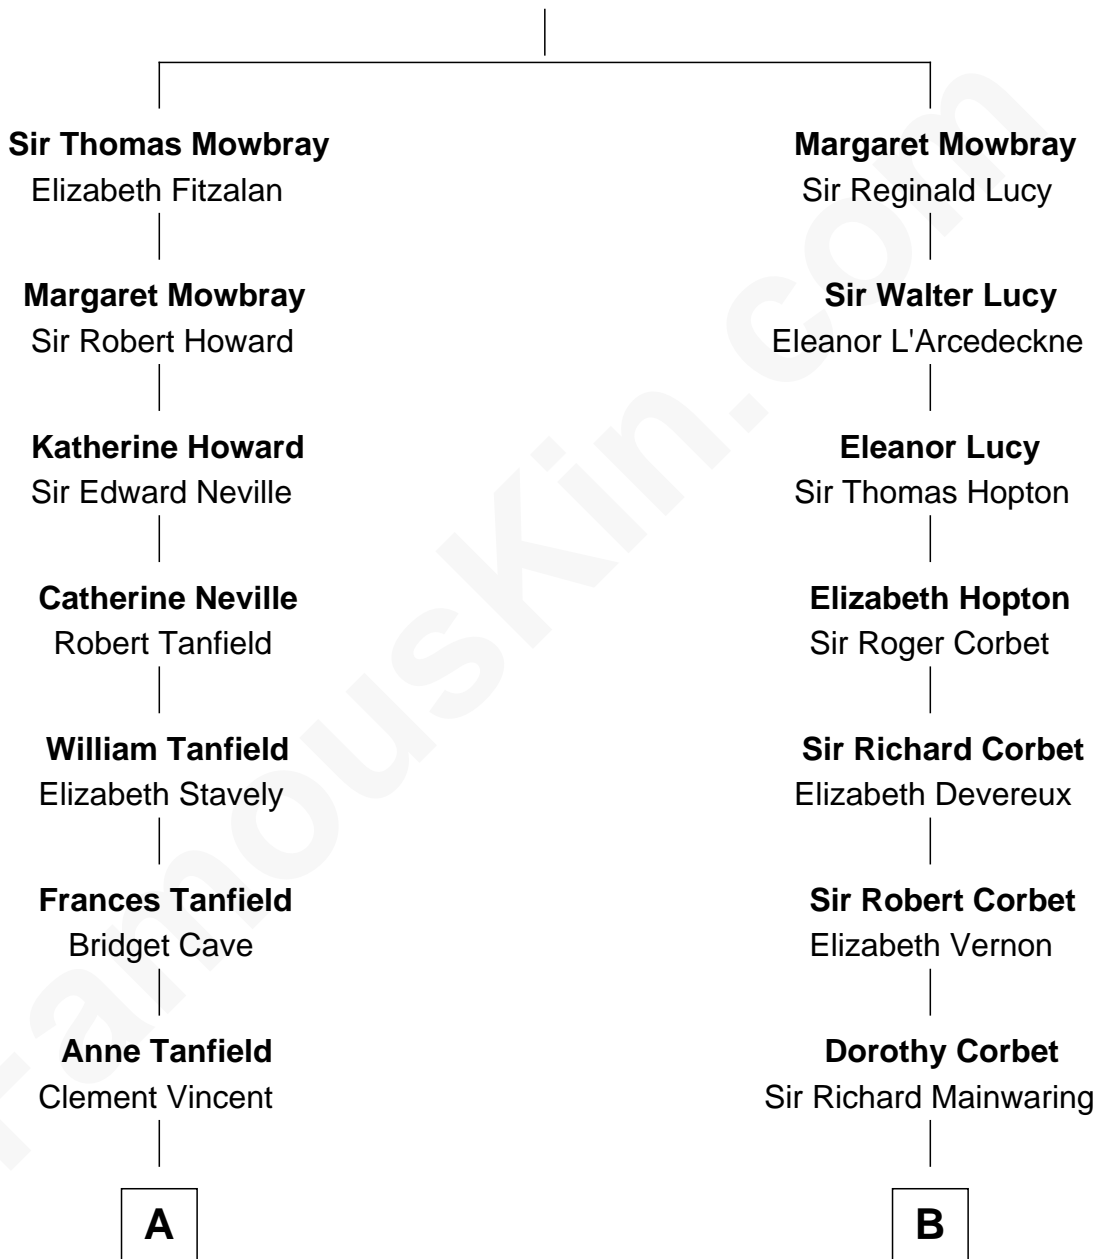 Sir Thomas Mowbray
Elizabeth Fitzalan
Margaret Mowbray
Sir Robert Howard
Katherine Howard
Sir Edward Neville
Catherine Neville
Robert Tanfield
William Tanfield
Elizabeth Stavely
Frances Tanfield
Bridget Cave
Anne Tanfield
Clement Vincent
A
Margaret Mowbray
Sir Reginald Lucy
Sir Walter Lucy
Eleanor L'Arcedeckne
Eleanor Lucy
Sir Thomas Hopton
Elizabeth Hopton
Sir Roger Corbet
Sir Richard Corbet
Elizabeth Devereux
Sir Robert Corbet
Elizabeth Vernon
Dorothy Corbet
Sir Richard Mainwaring
B
FamousKin.com